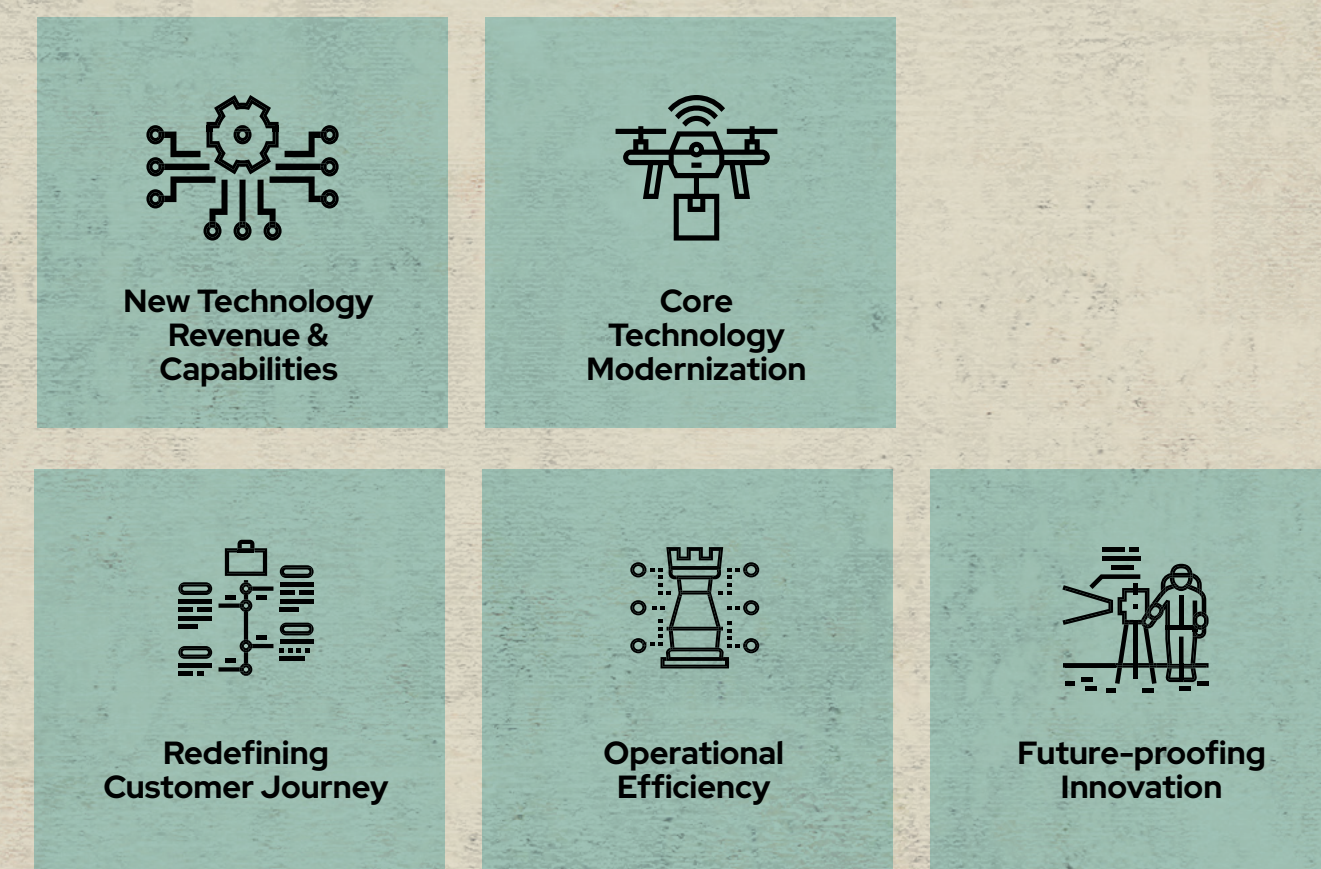 New Technology
Revenue &
Capabilities
Core
Technology
Modernization
Redefining
Customer Journey
Operational
Efficiency
Future-proofing
Innovation